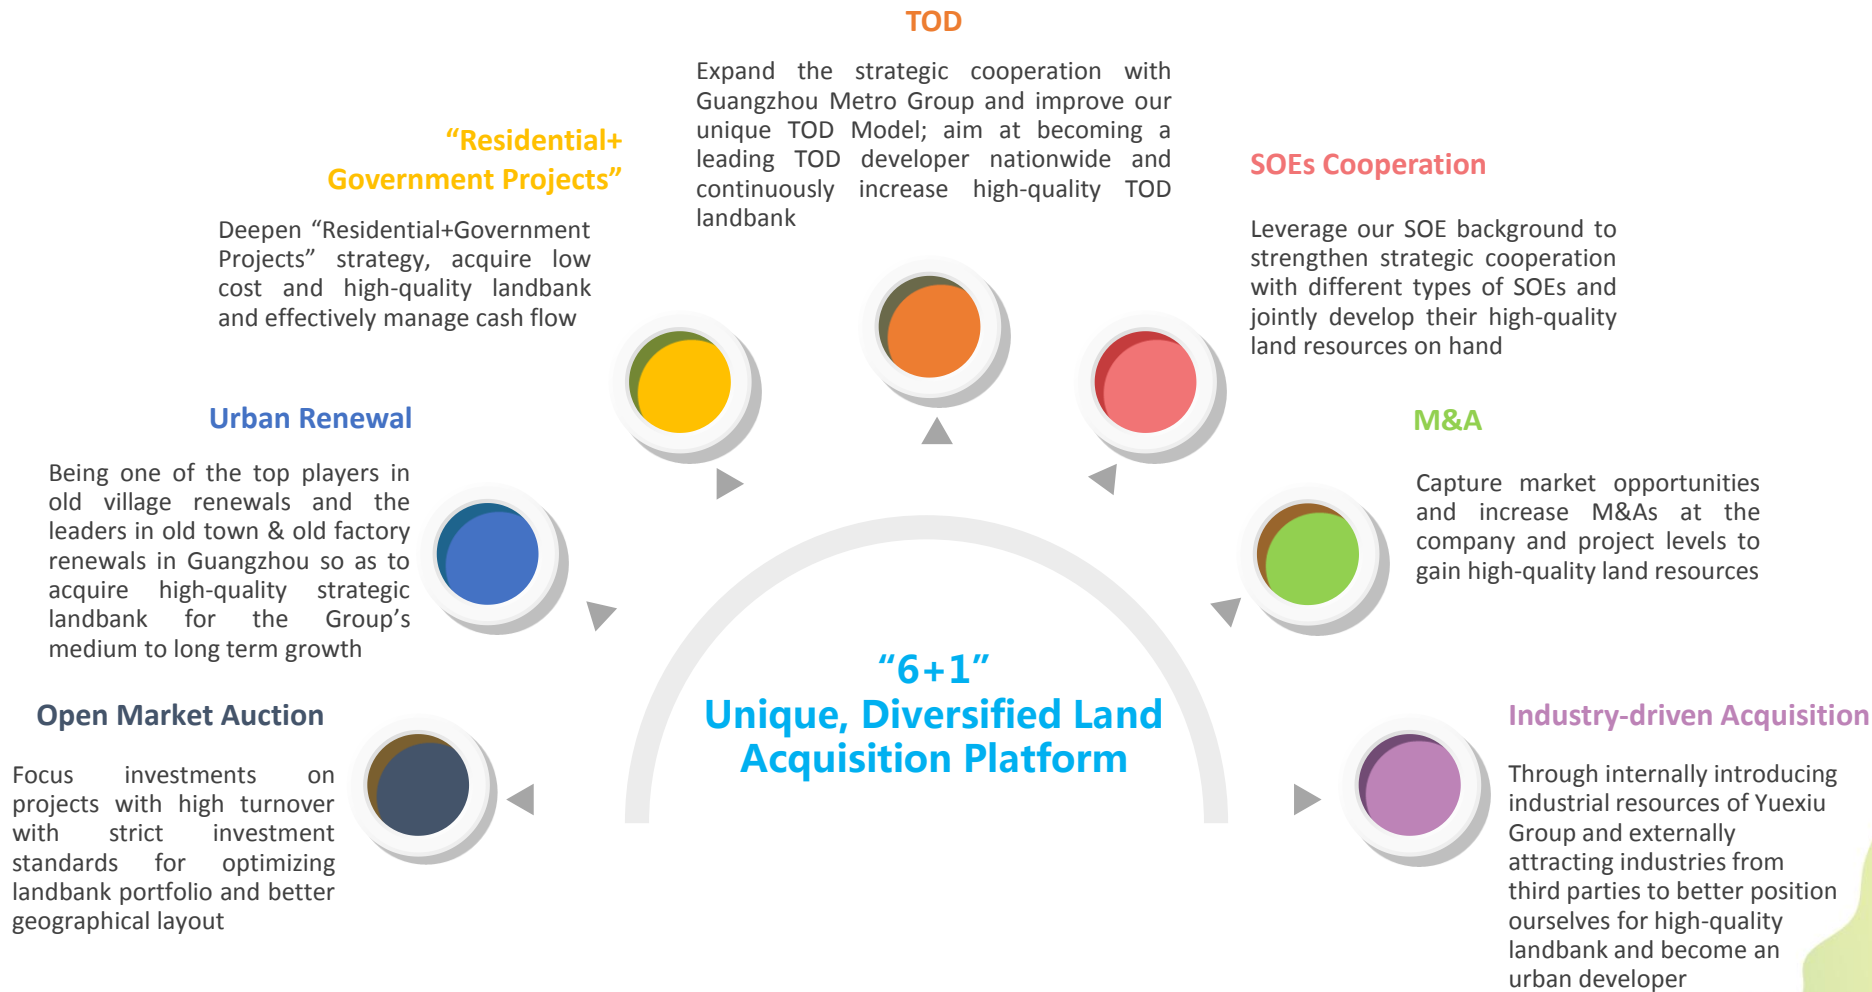 TOD
Expand the strategic cooperation with
Guangzhou Metro Group and improve our
unique TOD Model; aim at becoming a
leading TOD developer nationwide and
continuously increase high-quality TOD
landbank
“Residential+
Government Projects”
Deepen “Residential+Government
Projects” strategy, acquire low
cost and high-quality landbank
and effectively manage cash flow
SOEs Cooperation
Leverage our SOE background to
strengthen strategic cooperation
with different types of SOEs and
jointly develop their high-quality
land resources on hand
Urban Renewal
Being one of the top players in
old village renewals and the
leaders in old town & old factory
renewals in Guangzhou so as to
acquire high-quality strategic
landbank for the Group’s
medium to long term growth
M&A
Capture market opportunities
and increase M&As at the
company and project levels to
gain high-quality land resources
“6+1”
Unique, Diversified Land
Acquisition Platform
Open Market Auction
Focus investments on
projects with high turnover
with strict investment
standards for optimizing
landbank portfolio and better
geographical layout
Industry-driven Acquisition
Through internally introducing
industrial resources of Yuexiu
Group and externally
attracting industries from
third parties to better position
ourselves for high-quality
landbank and become an
urban developer